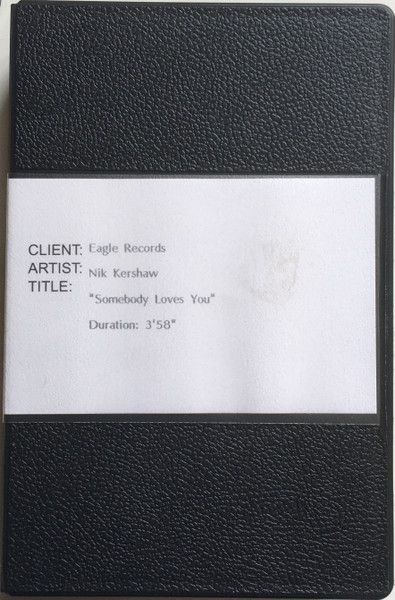 CLIENT: Eagle Records
ARTIST: Nik Kershaw
TITLE:
"Somebody Loves You"
Duration: 3'58"